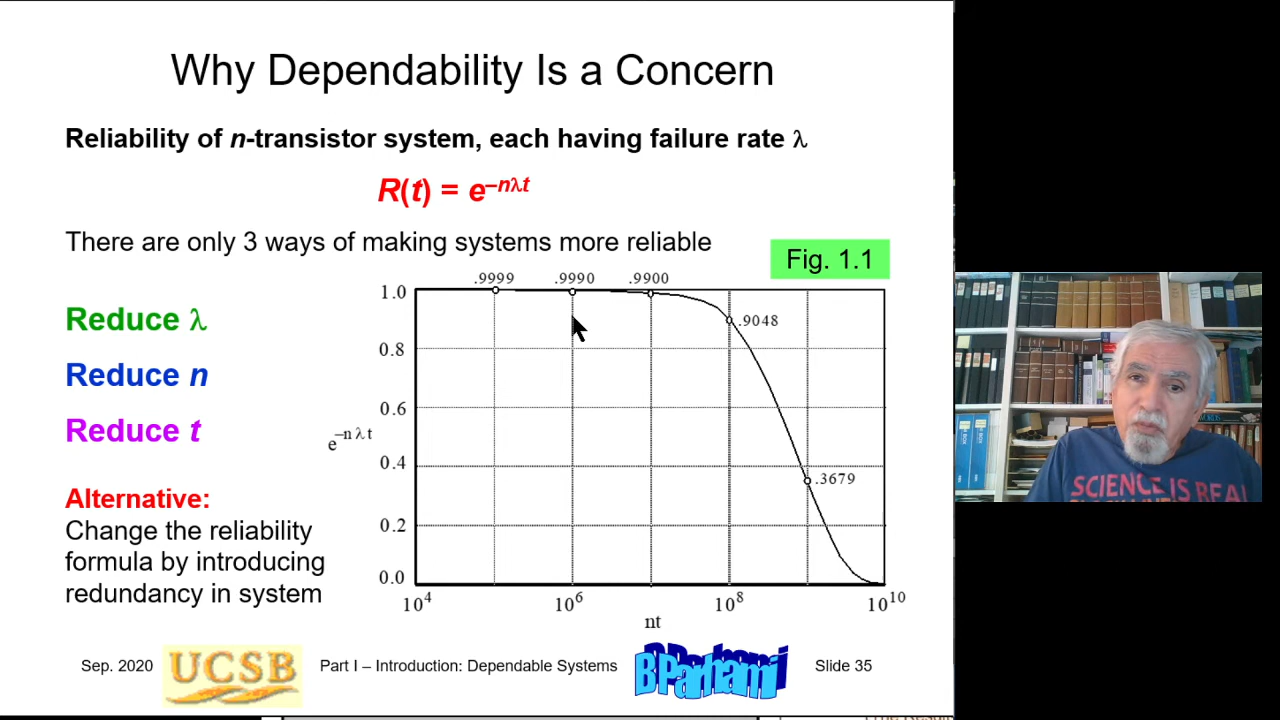 Why Dependability Is a Concern
Reliability of n-transistor system, each having failure rate λ
R(t) = e–nλt
There are only 3 ways of making systems more reliable
Fig. 1.1
Reduce λ
Reduce n
Reduce t
Alternative:
Change the reliability
formula by introducing
redundancy in system
.9999 .9990 .9900
1.0
.9048
0.8
0.6
e–nλt
0.4
.3679
0.2
0.0
10⁴ 10⁶ 10⁸ 10¹⁰
nt
SCIENCE IS REAL
Sep. 2020 UCSB Part I – Introduction: Dependable Systems B Parhami Slide 35